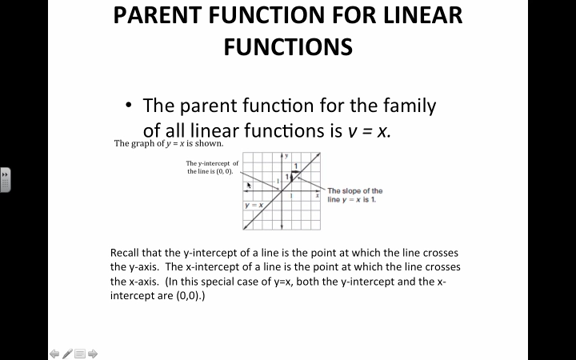 PARENT FUNCTION FOR LINEAR
FUNCTIONS
• The parent function for the family
of all linear functions is y = x.
The graph of y = x is shown.
The y-intercept of
the line is (0, 0).
y
1
1
1
1
x
y = x
The slope of the
line y = x is 1.
Recall that the y-intercept of a line is the point at which the line crosses
the y-axis. The x-intercept of a line is the point at which the line crosses
the x-axis. (In this special case of y=x, both the y-intercept and the x-
intercept are (0,0).)